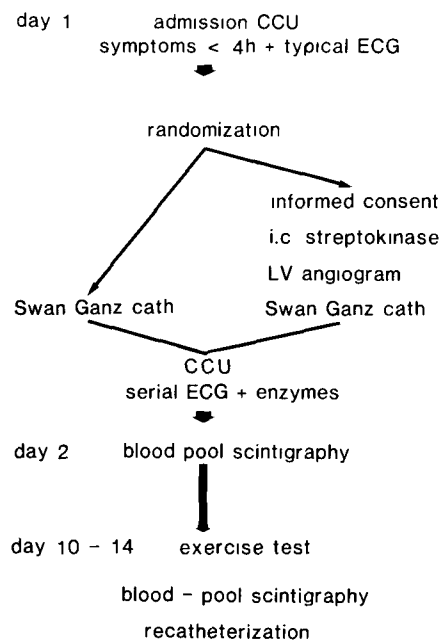 day 1 admission CCU
symptoms < 4h + typical ECG
randomization
informed consent
i.c streptokinase
LV angiogram
Swan Ganz cath Swan Ganz cath
CCU
serial ECG + enzymes
day 2 blood pool scintigraphy
day 10 - 14 exercise test
blood - pool scintigraphy
recatheterization